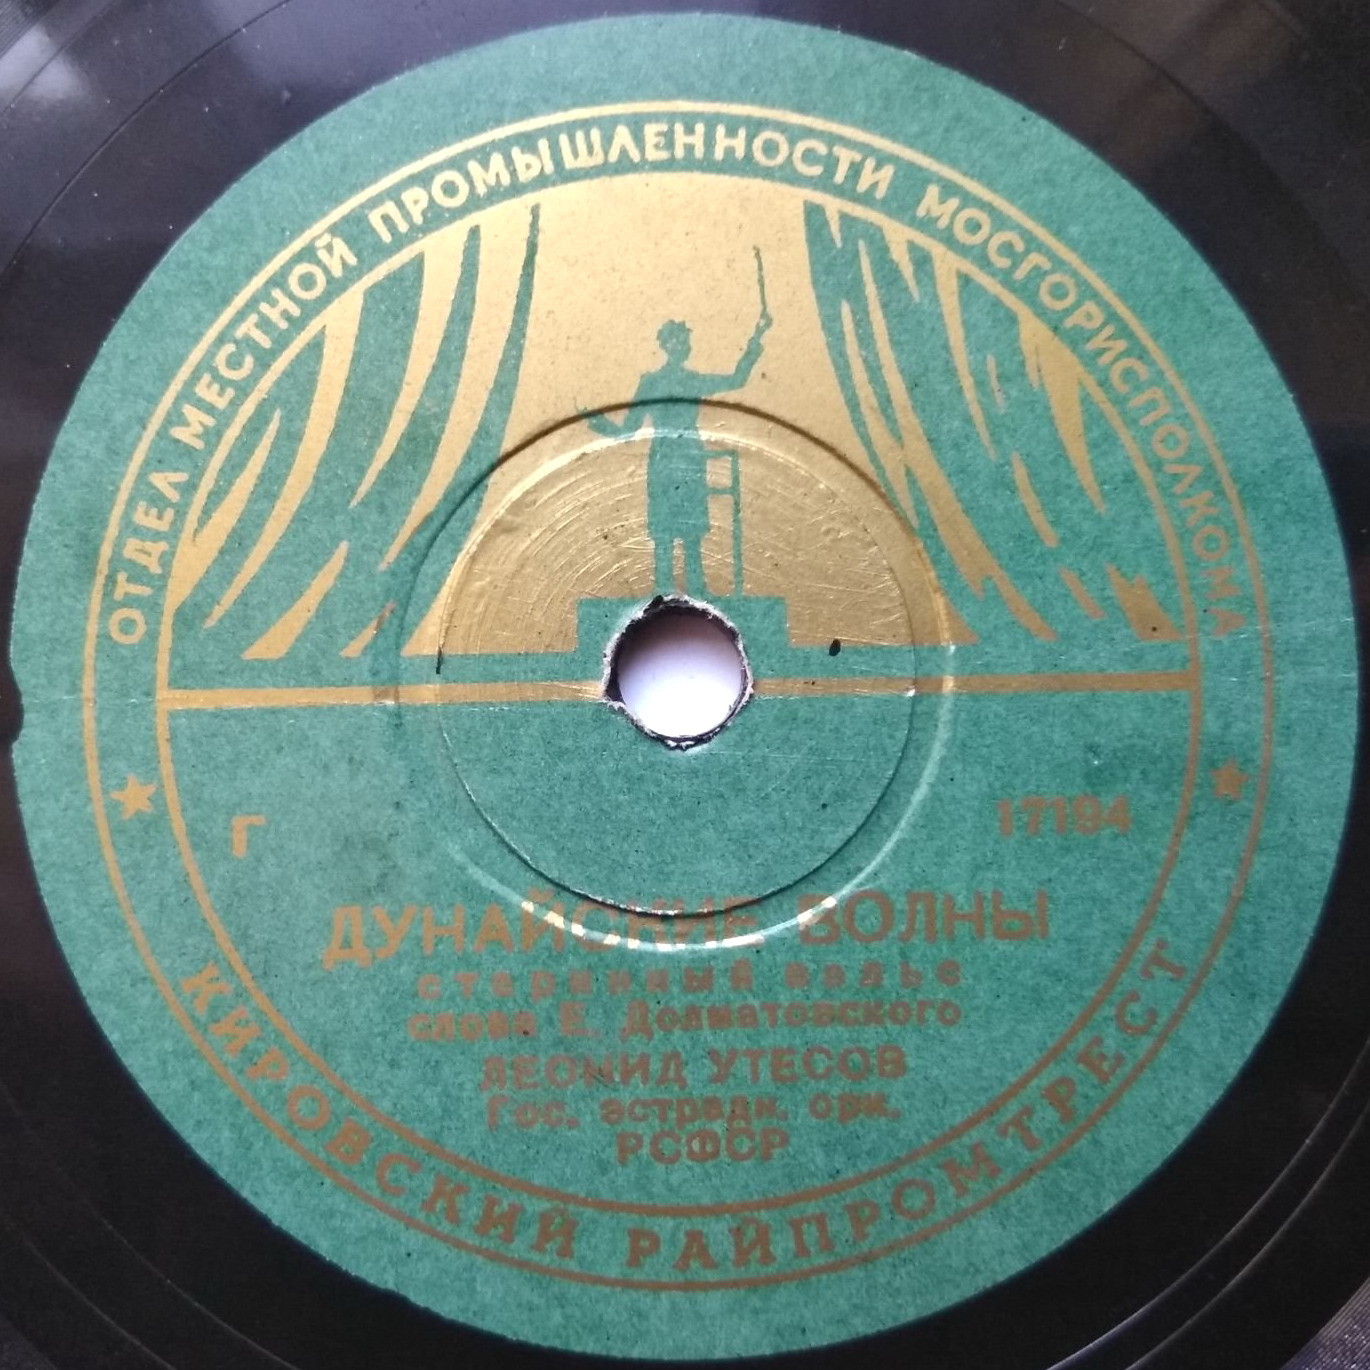 ОТДЕЛ МЕСТНОЙ ПРОМЫШЛЕННОСТИ МОСГОРИСПОЛКОМА
Г 17194
ДУНАЙСКИЕ ВОЛНЫ
старинный вальс
слова Е. Долматовского
ЛЕОНИД УТЕСОВ
Гос. эстрадн. орк.
РСФСР
КИРОВСКИЙ РАЙПРОМТРЕСТ